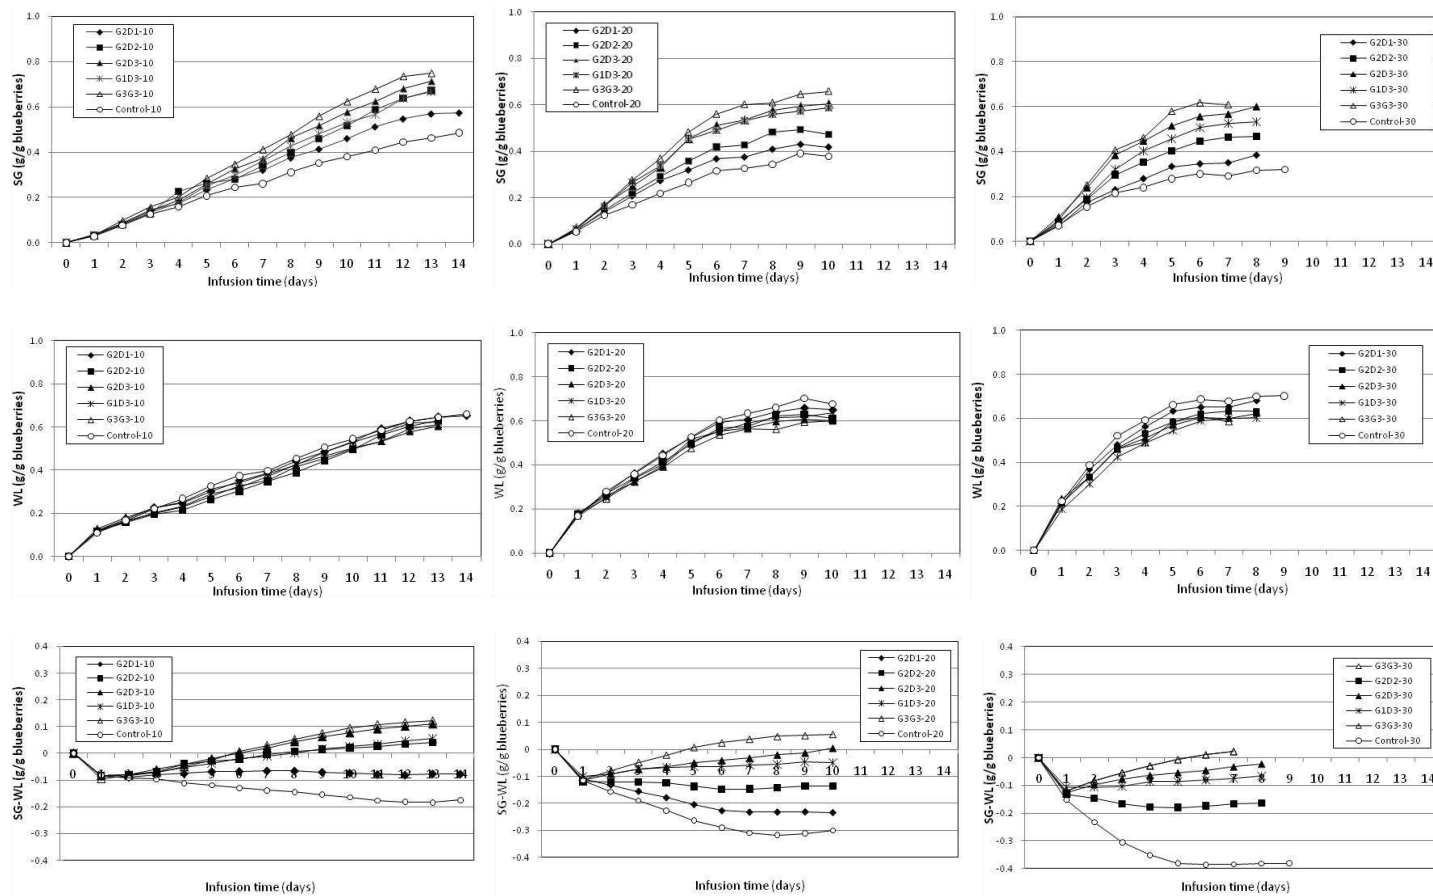 SG (g/g blueberries)
1.0
0.8
0.6
0.4
0.2
0.0
G2D1-10
G2D2-10
G2D3-10
G1D3-10
G3G3-10
Control-10
0 1 2 3 4 5 6 7 8 9 10 11 12 13 14
Infusion time (days)
SG (g/g blueberries)
1.0
0.8
0.6
0.4
0.2
0.0
G2D1-20
G2D2-20
G2D3-20
G1D3-20
G3G3-20
Control-20
0 1 2 3 4 5 6 7 8 9 10 11 12 13 14
Infusion time (days)
SG (g/g blueberries)
1.0
0.8
0.6
0.4
0.2
0.0
G2D1-30
G2D2-30
G2D3-30
G1D3-30
G3G3-30
Control-30
0 1 2 3 4 5 6 7 8 9 10 11 12 13 14
Infusion time (days)
WL (g/g blueberries)
1.0
0.8
0.6
0.4
0.2
0.0
G2D1-10
G2D2-10
G2D3-10
G1D3-10
G3G3-10
Control-10
0 1 2 3 4 5 6 7 8 9 10 11 12 13 14
Infusion time (days)
WL (g/g blueberries)
1.0
0.8
0.6
0.4
0.2
0.0
G2D1-20
G2D2-20
G2D3-20
G1D3-20
G3G3-20
Control-20
0 1 2 3 4 5 6 7 8 9 10 11 12 13 14
Infusion time (days)
WL (g/g blueberries)
1.0
0.8
0.6
0.4
0.2
0.0
G2D1-30
G2D2-30
G2D3-30
G1D3-30
G3G3-30
Control-30
0 1 2 3 4 5 6 7 8 9 10 11 12 13 14
Infusion time (days)
SG-WL (g/g blueberries)
0.4
0.3
0.2
0.1
0
-0.1
-0.2
-0.3
-0.4
G2D1-10
G2D2-10
G2D3-10
G1D3-10
G3G3-10
Control-10
0 1 2 3 4 5 6 7 8 9 10 11 12 13 14
Infusion time (days)
SG-WL (g/g blueberries)
0.4
0.3
0.2
0.1
0
-0.1
-0.2
-0.3
-0.4
G2D1-20
G2D2-20
G2D3-20
G1D3-20
G3G3-20
Control-20
0 1 2 3 4 5 6 7 8 9 10 11 12 13 14
Infusion time (days)
SG-WL (g/g blueberries)
0.4
0.3
0.2
0.1
0
-0.1
-0.2
-0.3
-0.4
G3G3-30
G2D2-30
G2D3-30
G1D3-30
G3G3-30
Control-30
0 1 2 3 4 5 6 7 8 9 10 11 12 13 14
Infusion time (days)